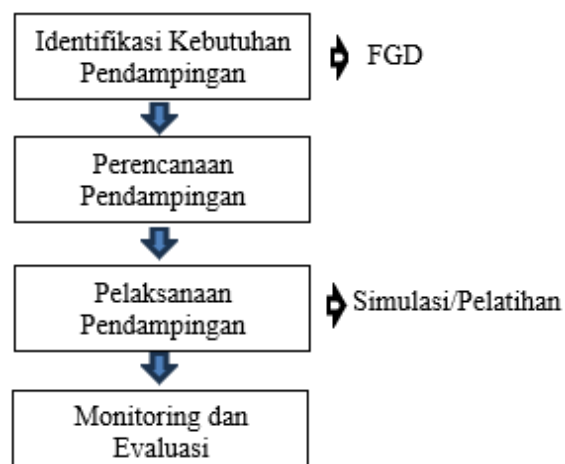 Identifikasi Kebutuhan
Pendampingan
FGD
Perencanaan
Pendampingan
Pelaksanaan
Pendampingan
Simulasi/Pelatihan
Monitoring dan
Evaluasi